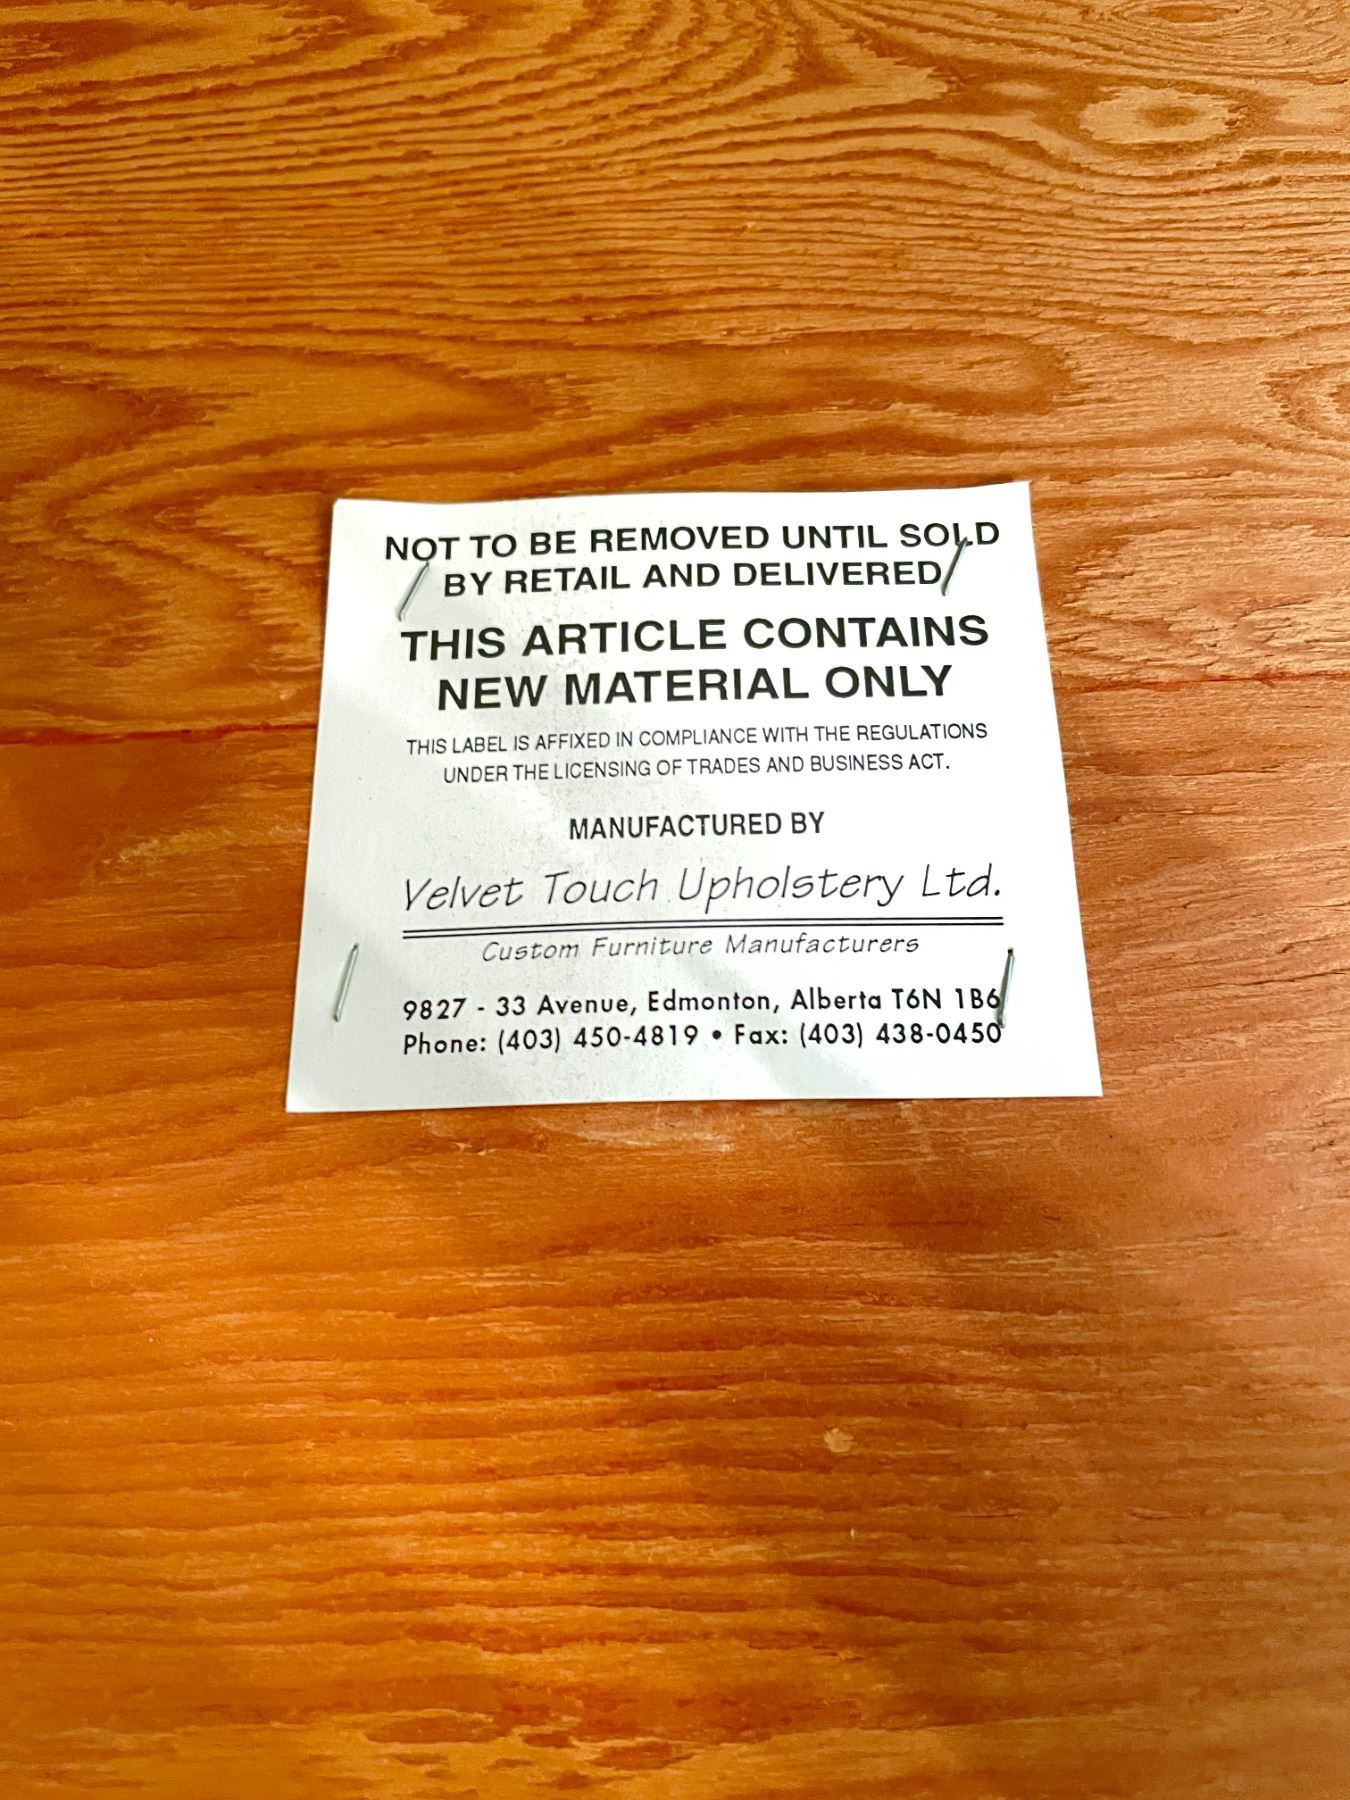 NOT TO BE REMOVED UNTIL SOLD
BY RETAIL AND DELIVERED
THIS ARTICLE CONTAINS
NEW MATERIAL ONLY
THIS LABEL IS AFFIXED IN COMPLIANCE WITH THE REGULATIONS
UNDER THE LICENSING OF TRADES AND BUSINESS ACT.
MANUFACTURED BY
Velvet Touch Upholstery Ltd.
Custom Furniture Manufacturers
9827 - 33 Avenue, Edmonton, Alberta T6N 1B6
Phone: (403) 450-4819 • Fax: (403) 438-0450